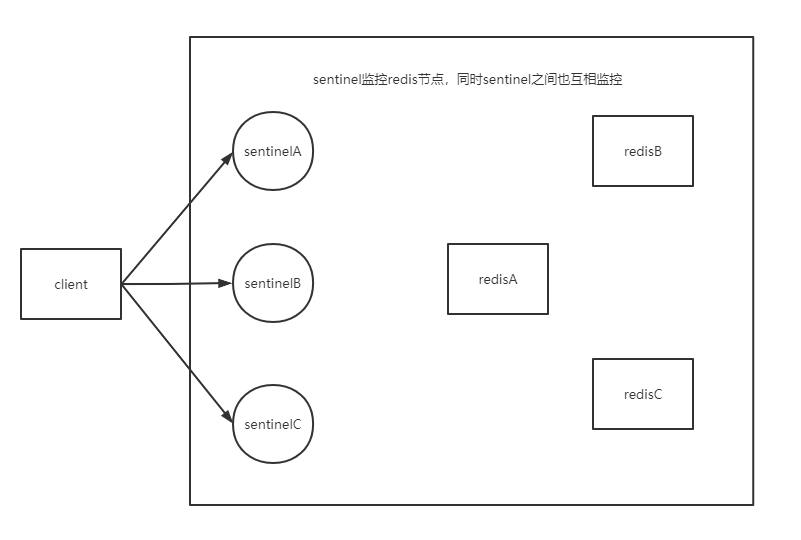 sentinel监控redis节点，同时sentinel之间也互相监控
sentinelA
redisB
client
sentinelB
redisA
sentinelC
redisC